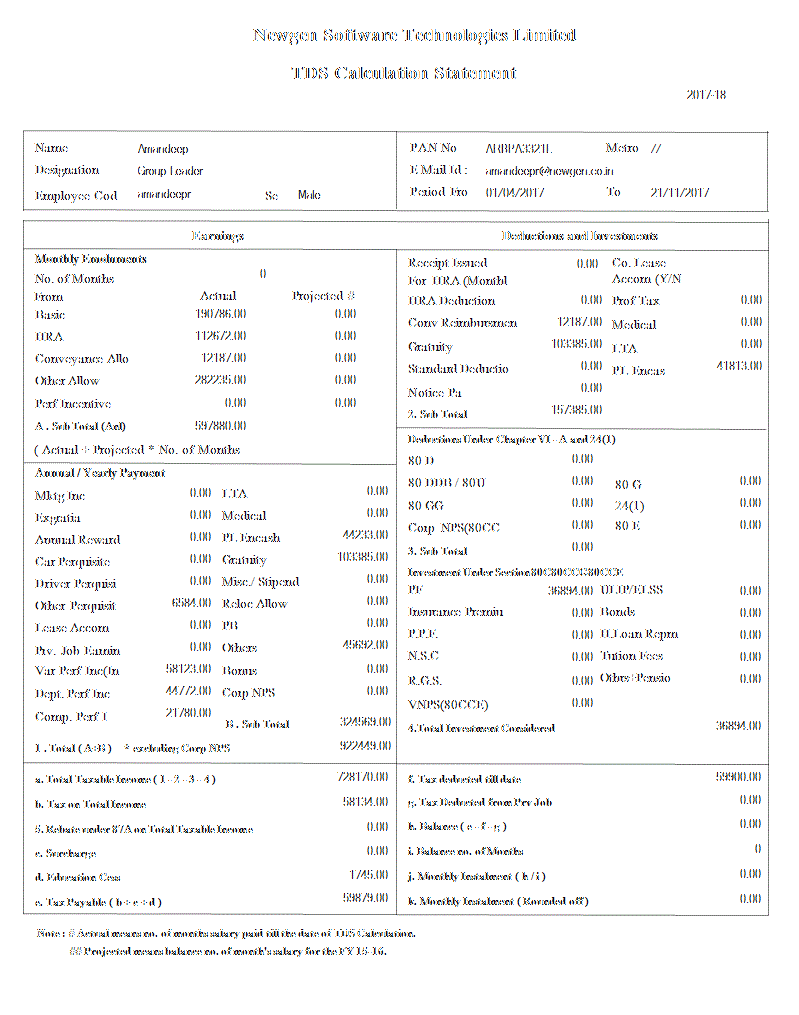 Newgen Software Technologies Limited
TDS Calculation Statement
2017-18
Name Amandeep
Designation Group Leader
Employee Cod amandeepr Se Male
PAN No ARBPA3321L Metro //
E Mail Id : amandeepr@newgen.co.in
Period Fro 01/04/2017 To 21/11/2017
Earnings
Monthly Emoluments
No. of Months 0
From Actual Projected #
Basic 190786.00 0.00
HRA 112672.00 0.00
Conveyance Allo 12187.00 0.00
Other Allow 282235.00 0.00
Perf Incentive 0.00 0.00
A . Sub Total (Ael) 597880.00
( Actual + Projected * No. of Months
Annual / Yearly Payment
Mktg Inc 0.00 LTA 0.00
Exgratia 0.00 Medical 0.00
Annual Reward 0.00 PL Encash 44233.00
Car Perquisite 0.00 Gratuity 103385.00
Driver Perquisi 0.00 Misc./ Stipend 0.00
Other Perquisit 6584.00 Reloc Allow 0.00
Lease Accom 0.00 PB 0.00
Prv. Job Earnin 0.00 Others 45692.00
Var Perf Inc(In 58123.00 Bonus 0.00
Dept. Perf Inc 44772.00 Corp NPS 0.00
Comp. Perf I 21780.00 B . Sub Total 324569.00
1 . Total ( A+B ) * excluding Corp NPS 922449.00
Deductions and Investments
Receipt Issued 0.00 Co. Lease
For HRA (Monthl Accom (Y/N
HRA Deduction 0.00 Prof Tax 0.00
Conv Reimbursmen 12187.00 Medical 0.00
Gratuity 103385.00 LTA 0.00
Standard Deductio 0.00 PL Encas 41813.00
Notice Pa 0.00
2. Sub Total 157385.00
Deductions Under Chapter VI - A and 24(1)
80 D 0.00
80 DDB / 80U 0.00 80 G 0.00
80 GG 0.00 24(1) 0.00
Corp NPS(80CC 0.00 80 E 0.00
3. Sub Total 0.00
Investment Under Section 80C80CCC80CCE
PF 36894.00 ULIP/ELSS 0.00
Insurance Premiu 0.00 Bonds 0.00
P.P.F. 0.00 H.Loan Repm 0.00
N.S.C 0.00 Tution Fees 0.00
R.G.S. 0.00 Othrs+Pensio 0.00
VNPS(80CCE) 0.00
4.Total Investment Considered 36894.00
a. Total Taxable Income ( 1 - 2 - 3 - 4 ) 728170.00
b. Tax on Total Income 58134.00
5. Rebate under 87A on Total Taxable Income 0.00
c. Surcharge 0.00
d. Education Cess 1745.00
e. Tax Payable ( b + c + d ) 59879.00
f. Tax deducted till date 59900.00
g. Tax Deducted from Prv Job 0.00
h. Balance ( e - f - g ) 0.00
i. Balance no. of Months 0
j. Monthly Instalment ( h / i ) 0.00
k. Monthly Instalment ( Rounded off ) 0.00
Note : # Actual means no. of months salary paid till the date of TDS Calculation.
## Projected means balance no. of month's salary for the FY 15-16.